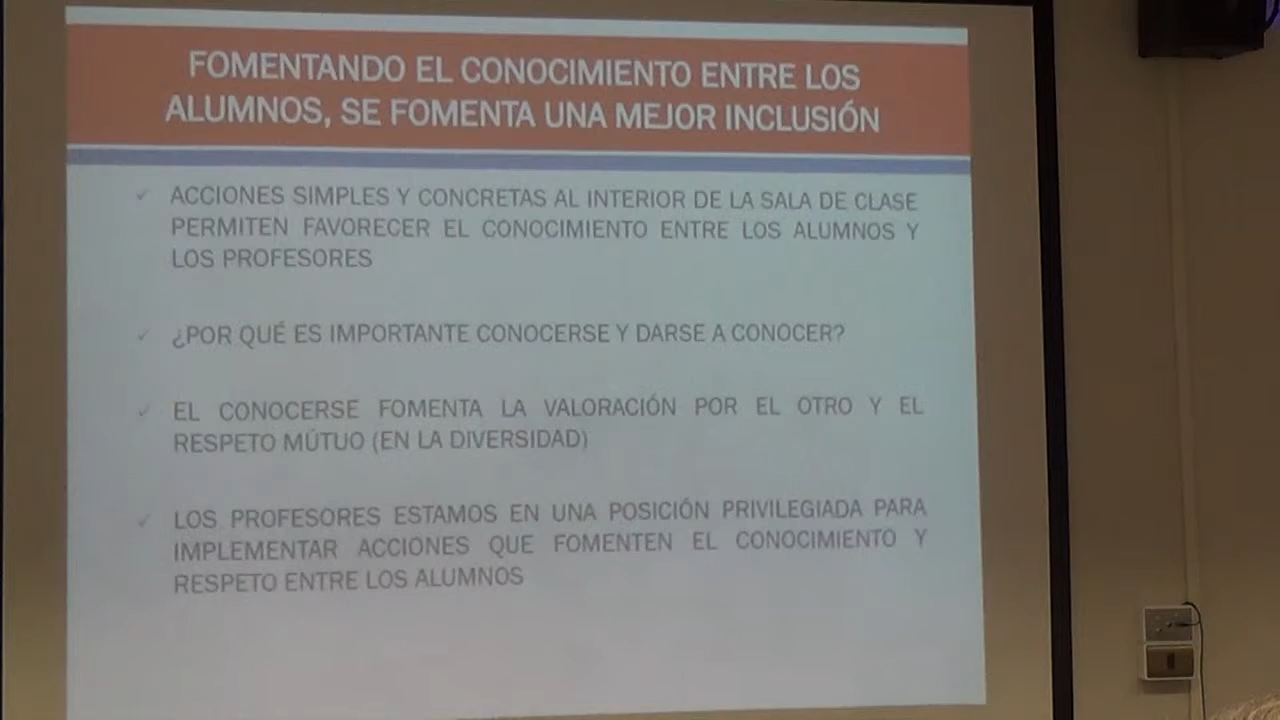 FOMENTANDO EL CONOCIMIENTO ENTRE LOS
ALUMNOS, SE FOMENTA UNA MEJOR INCLUSIÓN
ACCIONES SIMPLES Y CONCRETAS AL INTERIOR DE LA SALA DE CLASE
PERMITEN FAVORECER EL CONOCIMIENTO ENTRE LOS ALUMNOS Y
LOS PROFESORES
¿POR QUÉ ES IMPORTANTE CONOCERSE Y DARSE A CONOCER?
EL CONOCERSE FOMENTA LA VALORACIÓN POR EL OTRO Y EL
RESPETO MÚTUO (EN LA DIVERSIDAD)
LOS PROFESORES ESTAMOS EN UNA POSICIÓN PRIVILEGIADA PARA
IMPLEMENTAR ACCIONES QUE FOMENTEN EL CONOCIMIENTO Y
RESPETO ENTRE LOS ALUMNOS